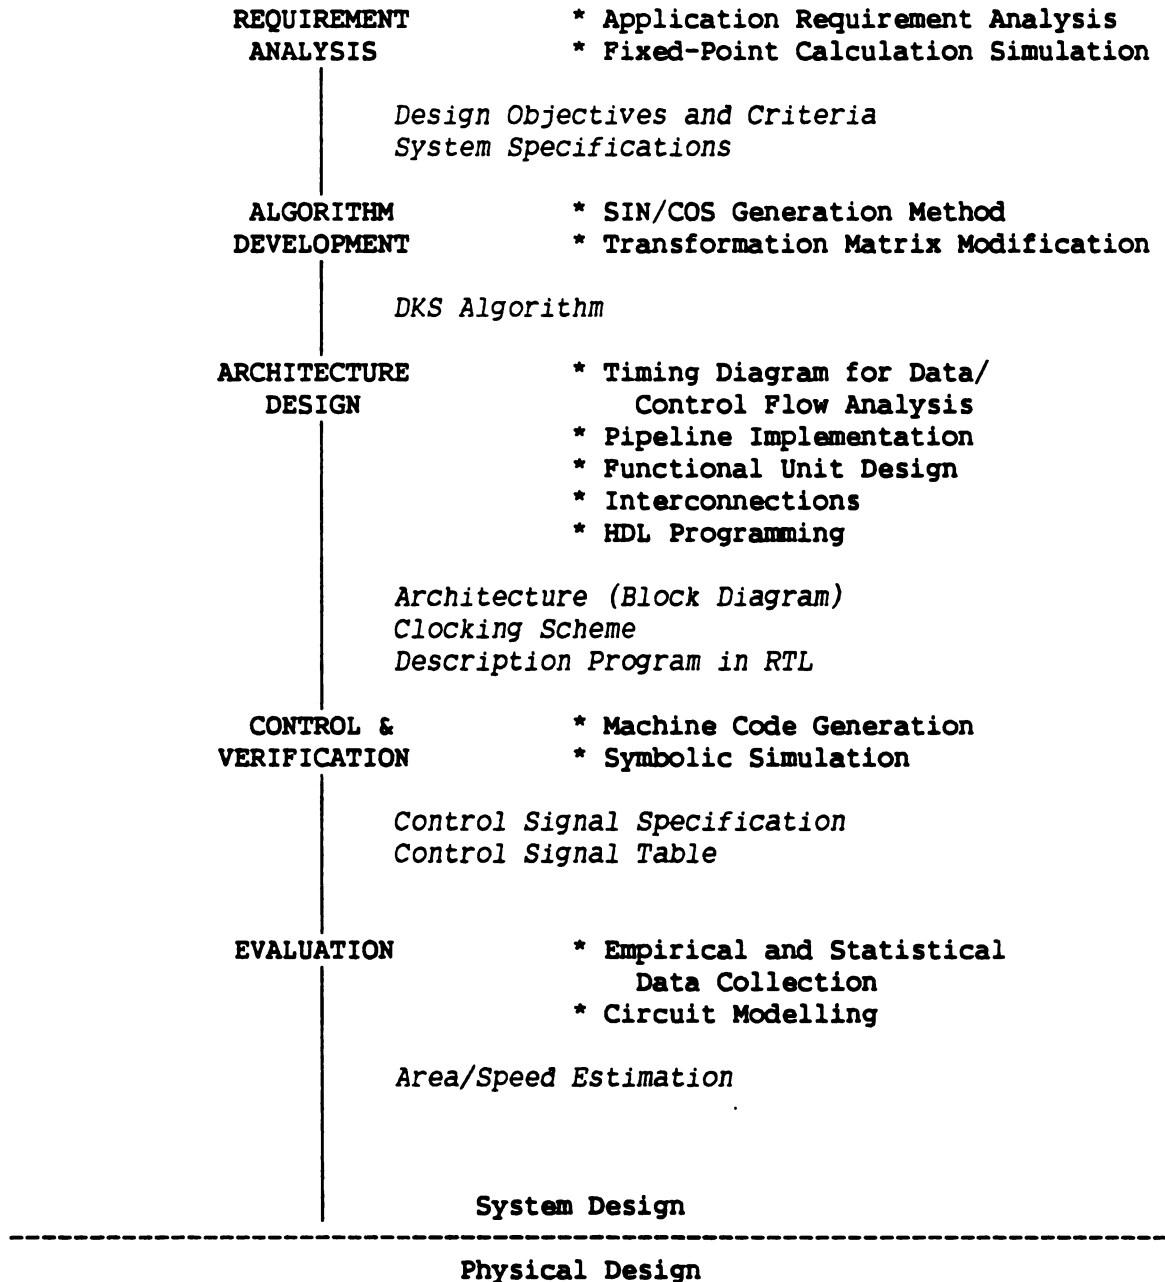 REQUIREMENT * Application Requirement Analysis
ANALYSIS * Fixed-Point Calculation Simulation
Design Objectives and Criteria
System Specifications
ALGORITHM * SIN/COS Generation Method
DEVELOPMENT * Transformation Matrix Modification
DKS Algorithm
ARCHITECTURE * Timing Diagram for Data/
DESIGN Control Flow Analysis
* Pipeline Implementation
* Functional Unit Design
* Interconnections
* HDL Programming
Architecture (Block Diagram)
Clocking Scheme
Description Program in RTL
CONTROL & * Machine Code Generation
VERIFICATION * Symbolic Simulation
Control Signal Specification
Control Signal Table
EVALUATION * Empirical and Statistical
Data Collection
* Circuit Modelling
Area/Speed Estimation
System Design
Physical Design